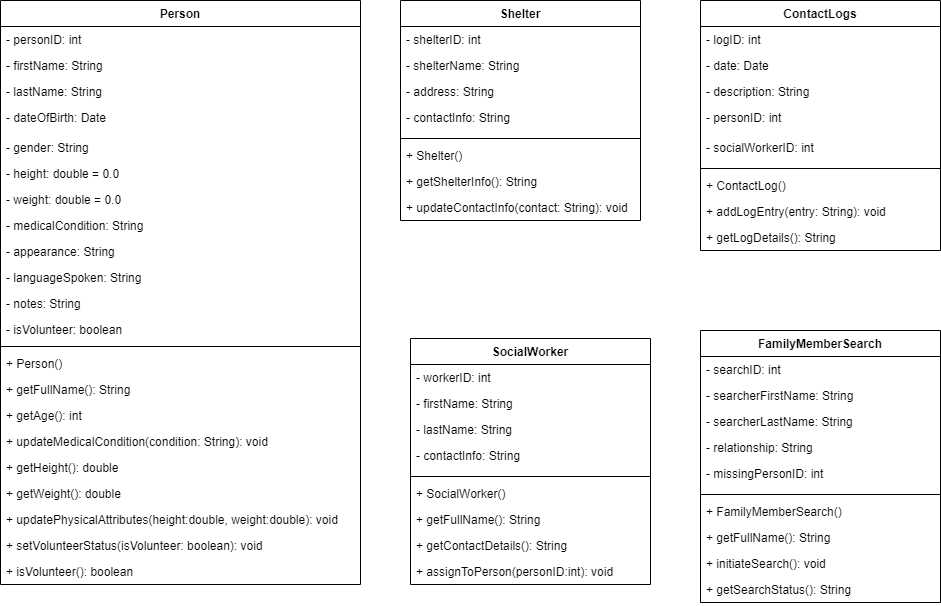 Person
- personID: int
- firstName: String
- lastName: String
- dateOfBirth: Date
- gender: String
- height: double = 0.0
- weight: double = 0.0
- medicalCondition: String
- appearance: String
- languageSpoken: String
- notes: String
- isVolunteer: boolean
+ Person()
+ getFullName(): String
+ getAge(): int
+ updateMedicalCondition(condition: String): void
+ getHeight(): double
+ getWeight(): double
+ updatePhysicalAttributes(height:double, weight:double): void
+ setVolunteerStatus(isVolunteer: boolean): void
+ isVolunteer(): boolean
Shelter
- shelterID: int
- shelterName: String
- address: String
- contactInfo: String
+ Shelter()
+ getShelterInfo(): String
+ updateContactInfo(contact: String): void
ContactLogs
- logID: int
- date: Date
- description: String
- personID: int
- socialWorkerID: int
+ ContactLog()
+ addLogEntry(entry: String): void
+ getLogDetails(): String
SocialWorker
- workerID: int
- firstName: String
- lastName: String
- contactInfo: String
+ SocialWorker()
+ getFullName(): String
+ getContactDetails(): String
+ assignToPerson(personID:int): void
FamilyMemberSearch
- searchID: int
- searcherFirstName: String
- searcherLastName: String
- relationship: String
- missingPersonID: int
+ FamilyMemberSearch()
+ getFullName(): String
+ initiateSearch(): void
+ getSearchStatus(): String